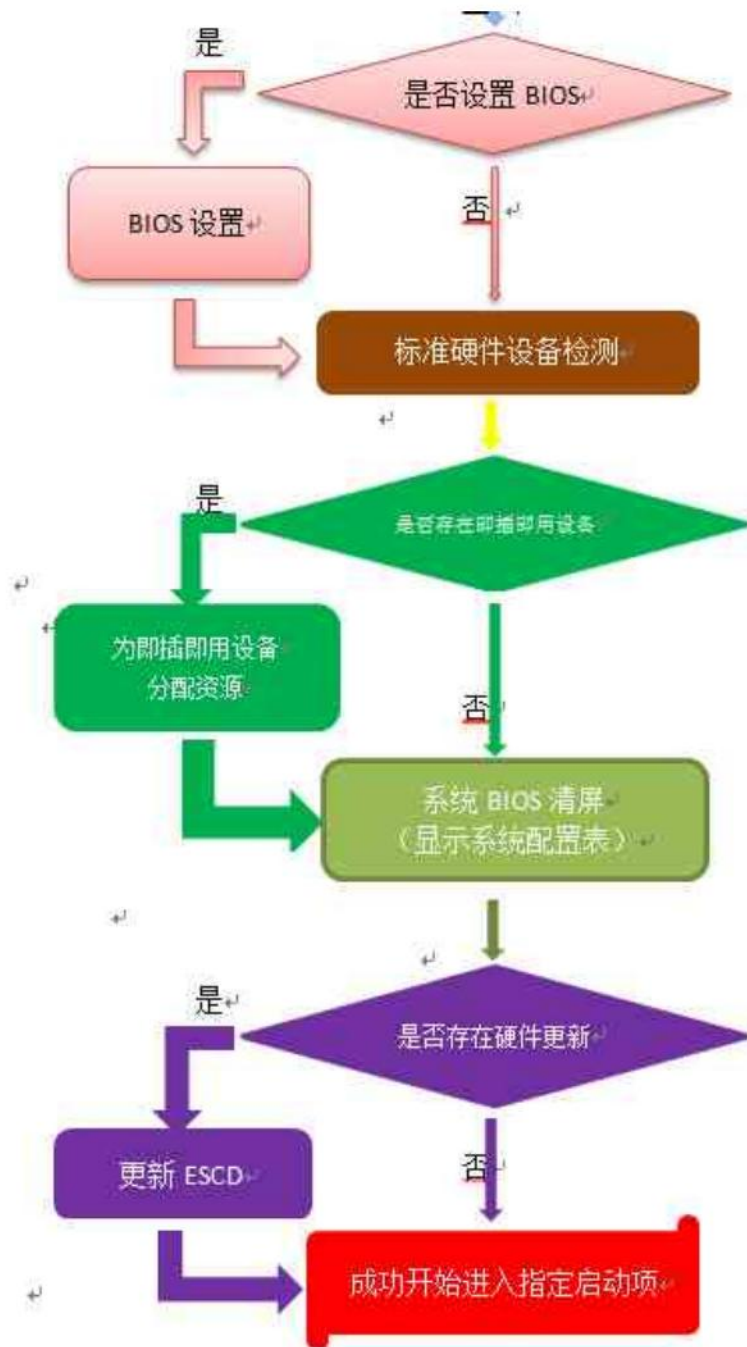 是
是否设置 BIOS
BIOS 设置
否
标准硬件设备检测
是
是否存在即插即用设备
为即插即用设备
分配资源
否
系统 BIOS 清屏
（显示系统配置表）
是
是否存在硬件更新
更新 ESCD
否
成功开始进入指定启动项